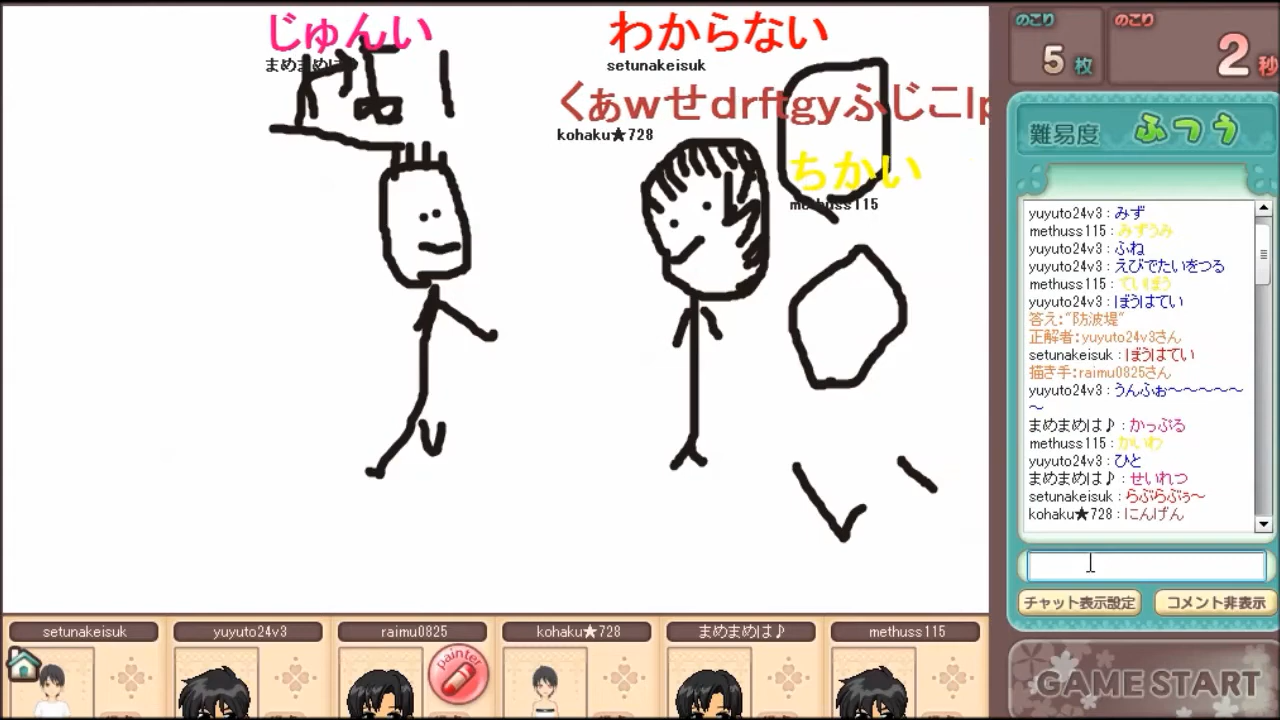 じゅんい
まめまめは♪
わからない
setunakeisuk
くぁwせdrftgyふじこlp
kohaku★728
ちかい
methuss115
のこり
5枚
のこり
2秒
難易度 ふつう
yuyuto24v3 : みず
methuss115 : みずうみ
yuyuto24v3 : ふね
yuyuto24v3 : えびでたいをつる
methuss115 : ていぼう
yuyuto24v3 : ぼうはてい
答え:"防波堤"
正解者:yuyuto24v3さん
setunakeisuk : ぼうはてい
描き手:raimu0825さん
yuyuto24v3 : うんふぉ～～～～～
～
まめまめは♪ : かっぷる
methuss115 : かいわ
yuyuto24v3 : ひと
まめまめは♪ : せいれつ
setunakeisuk : らぶらぶぅ～
kohaku★728 : にんげん
チャット表示設定
コメント非表示
setunakeisuk
yuyuto24v3
raimu0825
painter
kohaku★728
まめまめは♪
methuss115
GAME START